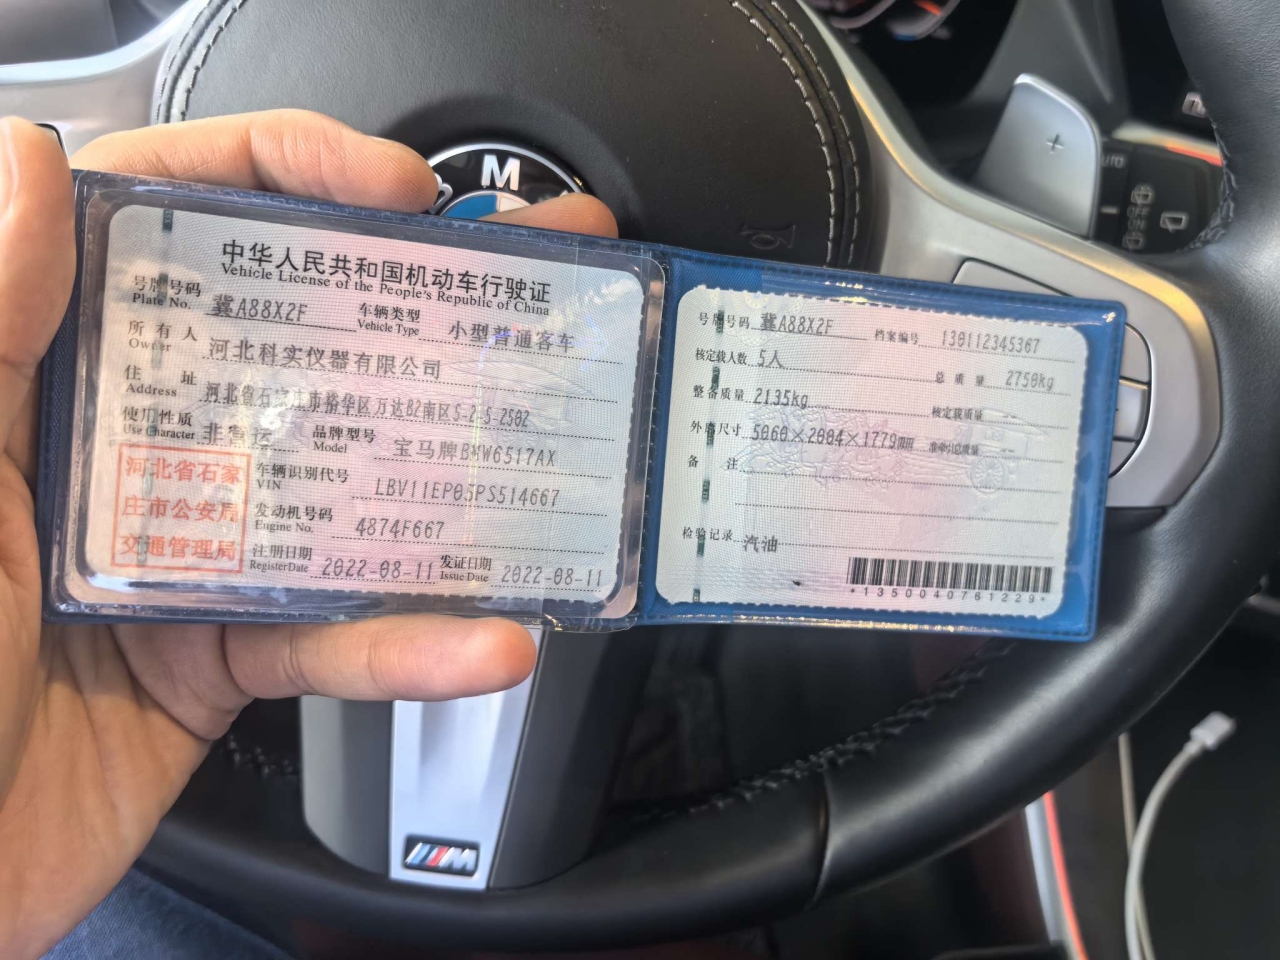 M
中华人民共和国机动车行驶证
Vehicle License of the People's Republic of China
号牌号码 Plate No. 冀A88X2F 车辆类型 Vehicle Type 小型普通客车
所有人 Owner 河北科实仪器有限公司
住址 Address 河北省石家庄市裕华区万达B2南区5-2-5-2502
使用性质 Use Character 非营运 品牌型号 Model 宝马牌BMW6517AX
车辆识别代号 VIN LBV11EP05PS514667
发动机号码 Engine No. 4874F667
注册日期 Register Date 2022-08-11 发证日期 Issue Date 2022-08-11
河北省石家
庄市公安局
交通管理局
号牌号码 冀A88X2F 档案编号 130112345367
核定载人数 5人 总质量 2750kg
整备质量 2135kg 核定载质量 --
外廓尺寸 5060×2004×1779mm 准牵引总质量 --
备注
检验记录 汽油
*1350040761229*
+
OFF
M